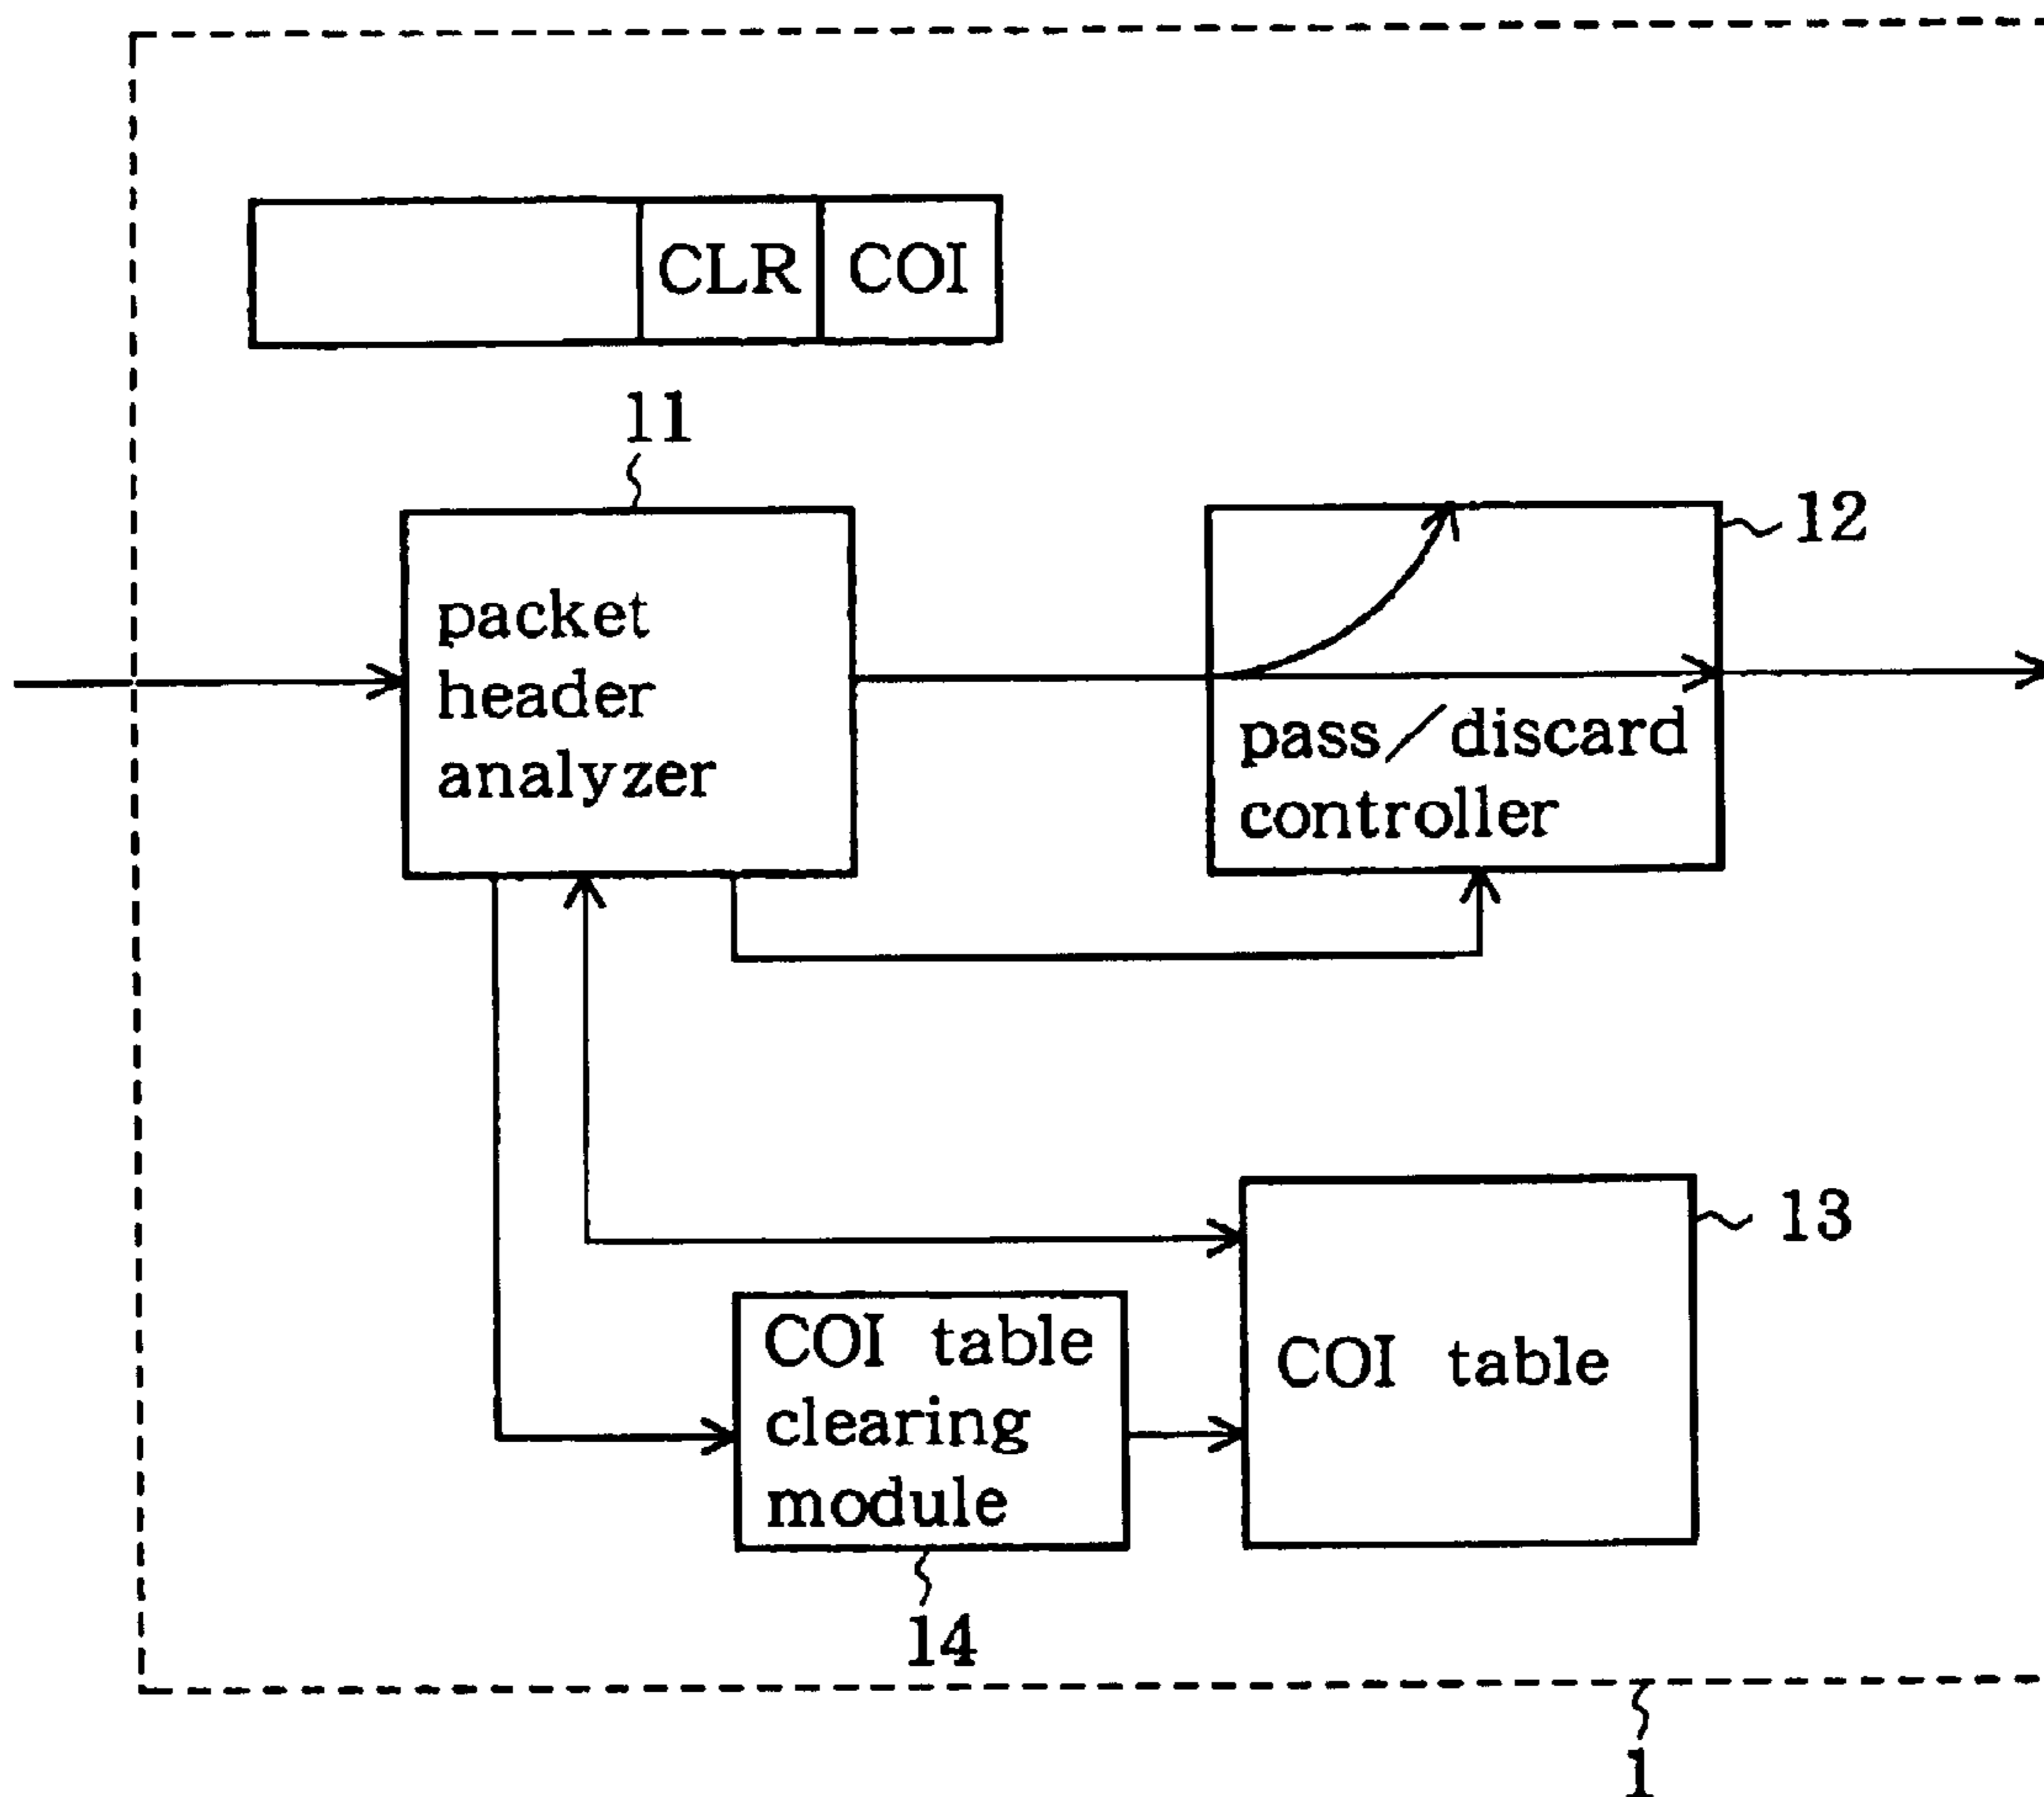 CLR COI
11
packet
header
analyzer
12
pass/discard
controller
13
COI table
COI table
clearing
module
14
1